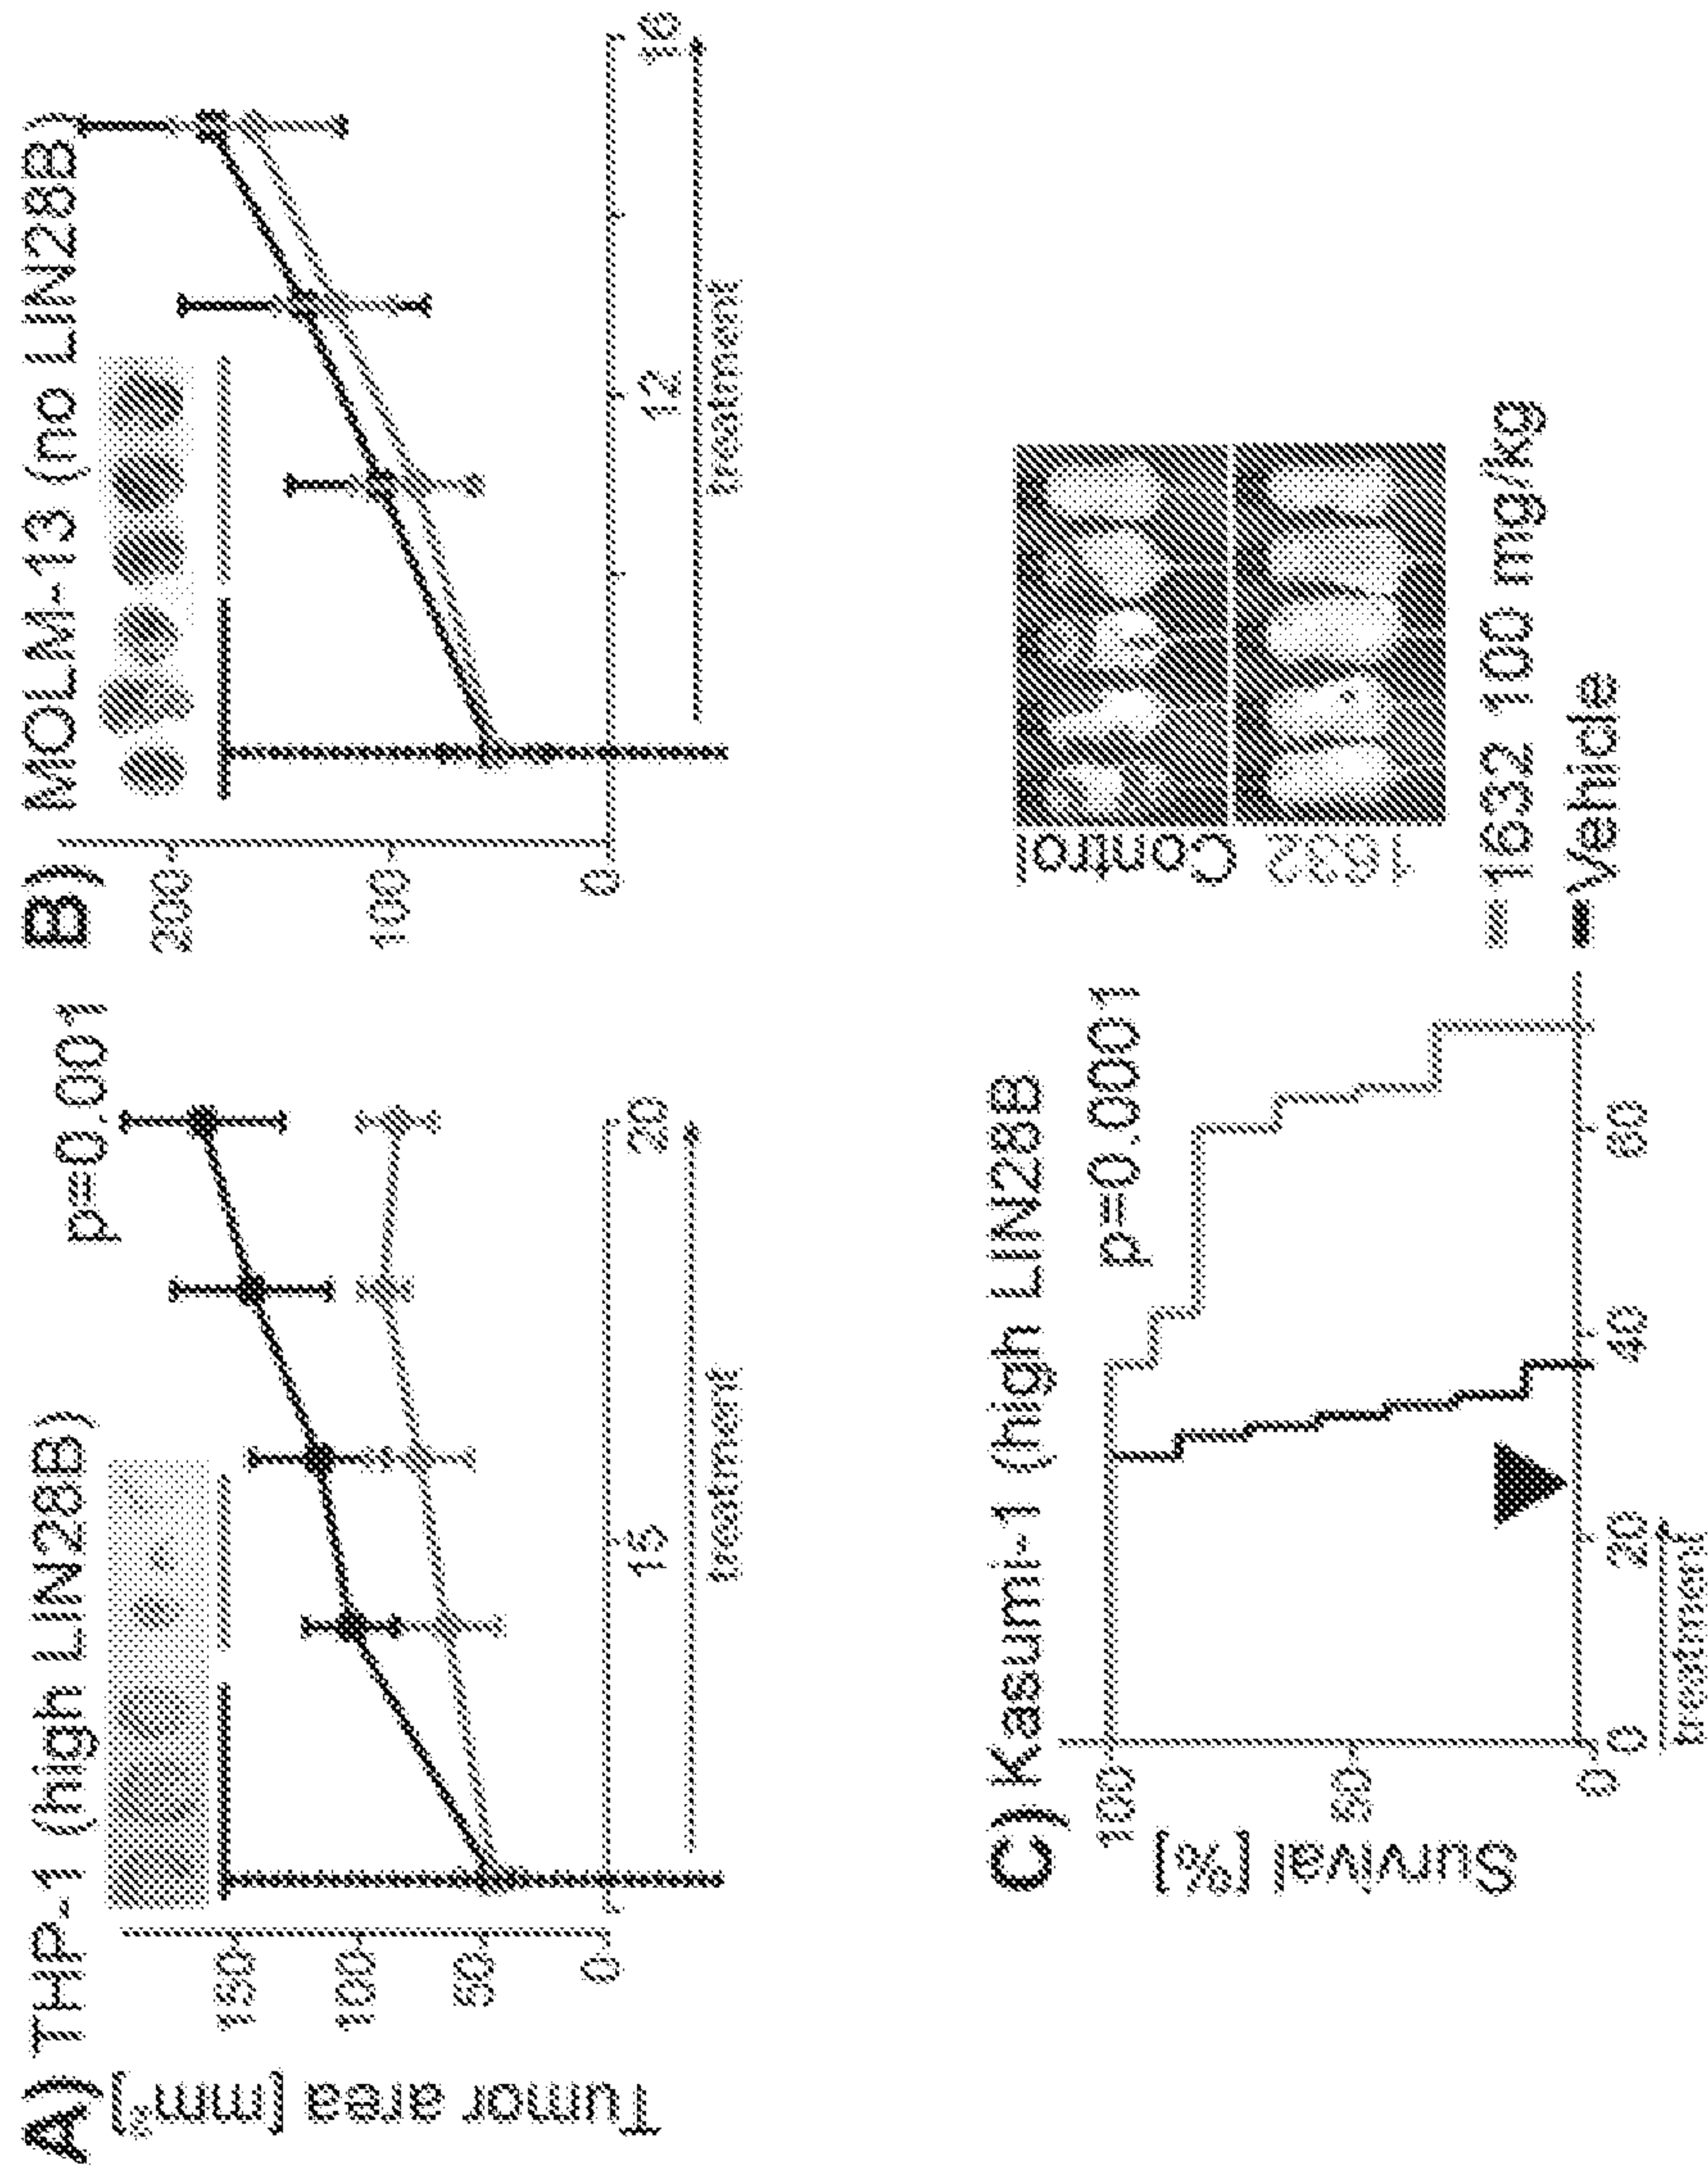 A) THP-1 (high LIN28B)
p=0.001
Tumor area [mm²]
150
100
50
0
15
20
treatment
B) MOLM-13 (no LIN28B)
200
100
0
12
16
treatment
C) Kasumi-1 (high LIN28B
p=0.0001
Survival [%]
100
50
0
0
20
40
60
treatment
Control
1632
1632 100 mg/kg
Vehicle